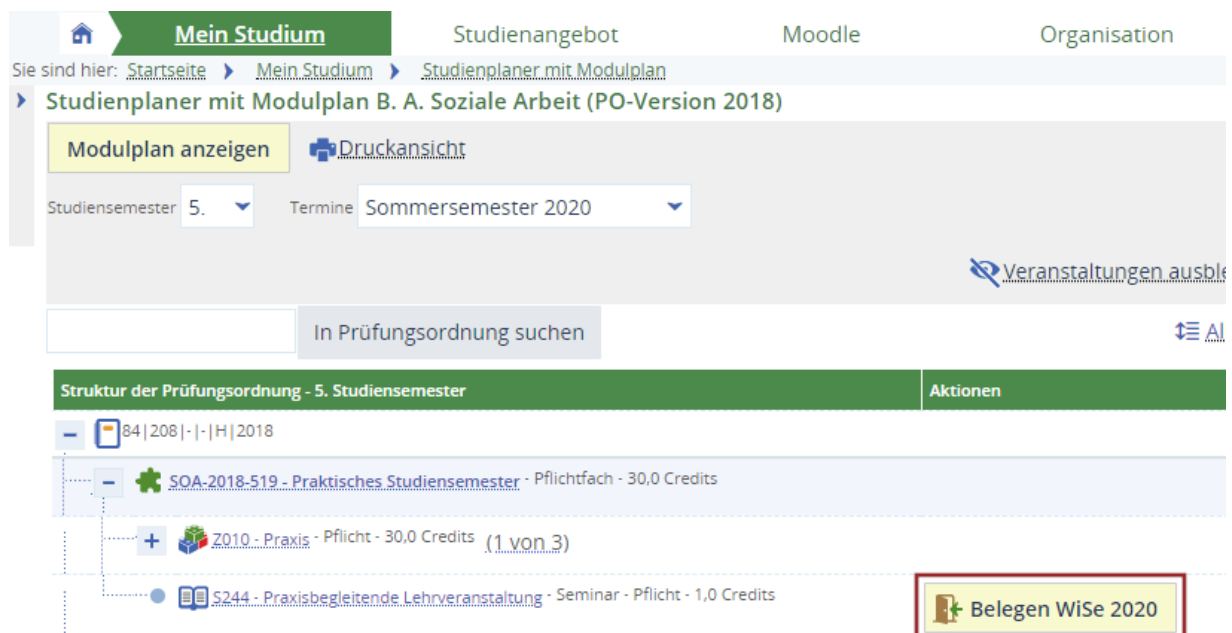 Mein Studium Studienangebot Moodle Organisation
Sie sind hier: Startseite Mein Studium Studienplaner mit Modulplan
Studienplaner mit Modulplan B. A. Soziale Arbeit (PO-Version 2018)
Modulplan anzeigen Druckansicht
Studiensemester 5. Termine Sommersemester 2020
Veranstaltungen ausble
In Prüfungsordnung suchen Al
Struktur der Prüfungsordnung - 5. Studiensemester Aktionen
84|208|-|-|H|2018
SOA-2018-519 - Praktisches Studiensemester - Pflichtfach - 30,0 Credits
Z010 - Praxis - Pflicht - 30,0 Credits (1 von 3)
S244 - Praxisbegleitende Lehrveranstaltung - Seminar - Pflicht - 1,0 Credits Belegen WiSe 2020